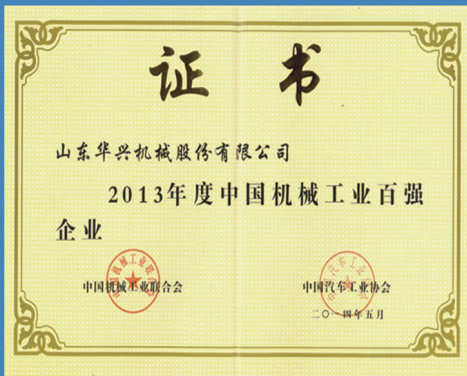 证书
山东华兴机械股份有限公司
2013年度中国机械工业百强
企业
中国机械工业联合会
中国汽车工业协会
二〇一四年五月